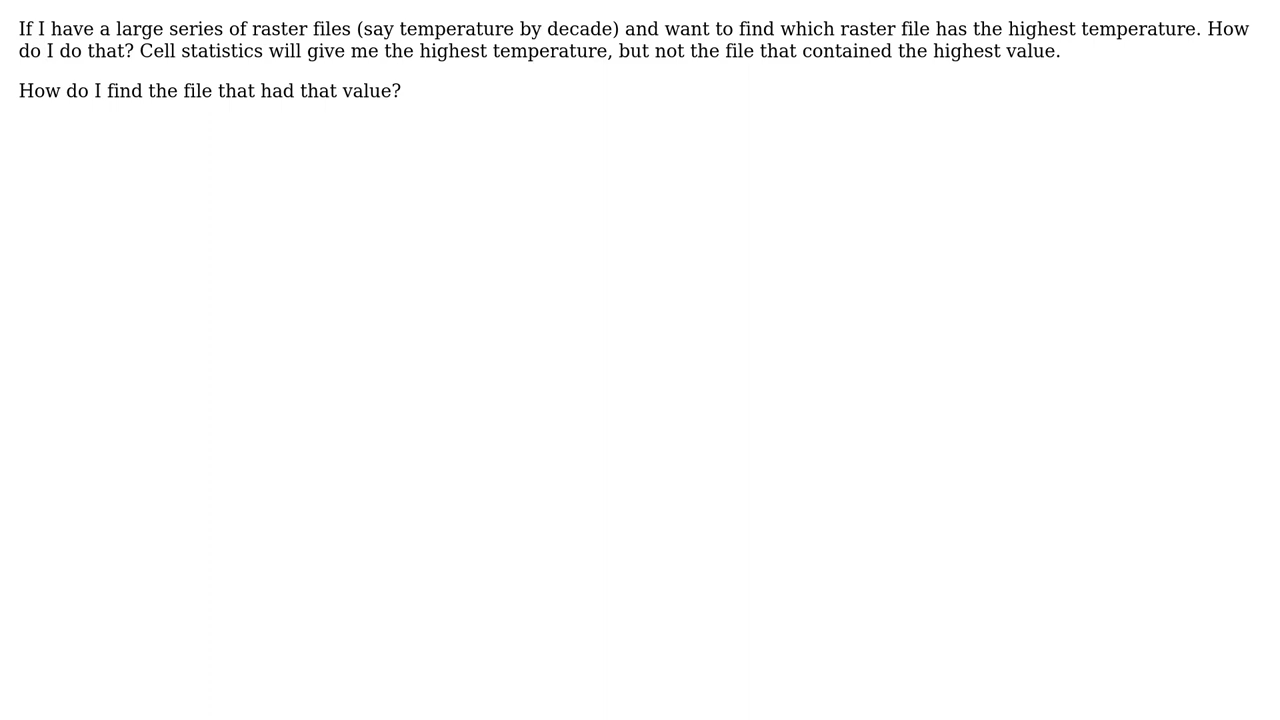 If I have a large series of raster files (say temperature by decade) and want to find which raster file has the highest temperature. How
do I do that? Cell statistics will give me the highest temperature, but not the file that contained the highest value.
How do I find the file that had that value?